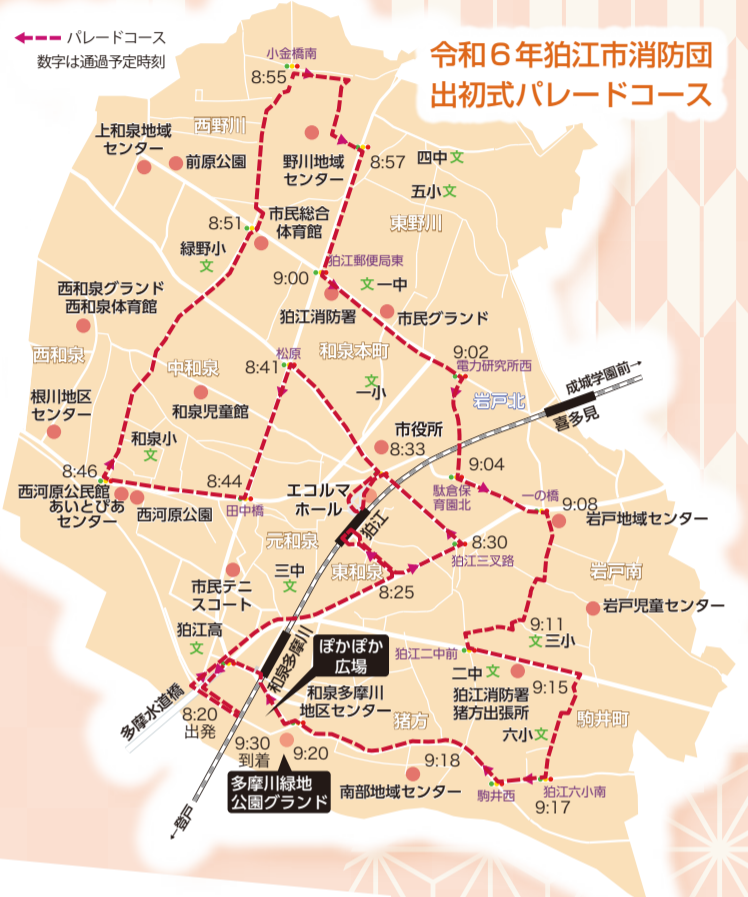 パレードコース
数字は通過予定時刻
令和６年狛江市消防団
出初式パレードコース
小金橋南
8:55
西野川
上和泉地域
センター
前原公園
野川地域
センター
8:57
四中文
五小文
東野川
8:51
市民総合
体育館
緑野小
文
狛江郵便局東
9:00
文一中
西和泉グランド
西和泉体育館
狛江消防署
市民グランド
西和泉
中和泉
松原
8:41
和泉本町
9:02
電力研究所西
成城学園前→
文
一小
岩戸北
喜多見
根川地区
センター
和泉児童館
和泉小
文
市役所
8:33
8:46
西河原公民館
あいとぴあ
センター
西河原公園
8:44
田中橋
エコルマ
ホール
狛江
9:04
駄倉保
育園北
一の橋
9:08
岩戸地域センター
元和泉
8:30
狛江三叉路
三中
文
東和泉
8:25
岩戸南
市民テニ
スコート
岩戸児童センター
狛江高
文
9:11
文三小
和泉多摩川
ぽかぽか
広場
狛江二中前
二中文
狛江消防署
猪方出張所
9:15
多摩水道橋
8:20
出発
和泉多摩川
地区センター
猪方
六小文
駒井町
9:30
到着
9:20
9:18
多摩川緑地
公園グランド
南部地域センター
駒井西
狛江六小南
9:17
←登戸